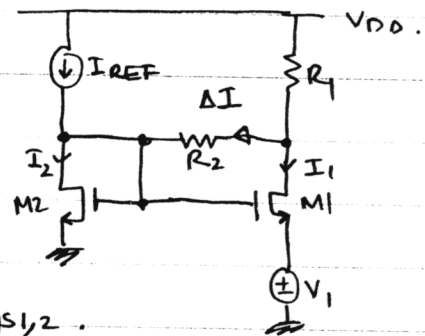 VDD.
IREF
R1
ΔI
R2
I2
I1
M2
M1
± V1
S1,2.